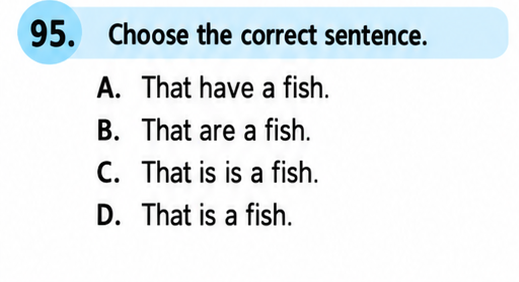 95. Choose the correct sentence.
A. That have a fish.
B. That are a fish.
C. That is is a fish.
D. That is a fish.